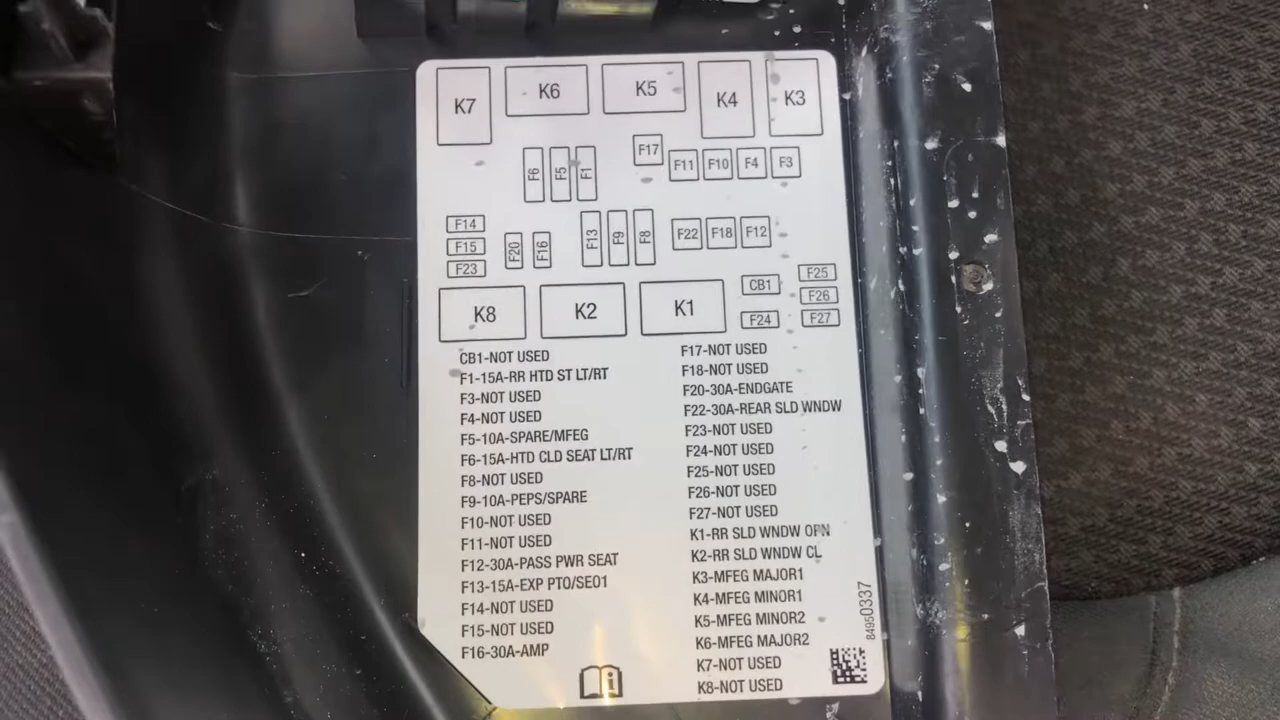 K7 K6 K5 K4 K3
F17
F6 F5 F1 F11 F10 F4 F3
F14
F15
F23
F20 F16 F13 F9 F8 F22 F18 F12
CB1 F25
F26
F24 F27
K8 K2 K1
CB1-NOT USED
F1-15A-RR HTD ST LT/RT
F3-NOT USED
F4-NOT USED
F5-10A-SPARE/MFEG
F6-15A-HTD CLD SEAT LT/RT
F8-NOT USED
F9-10A-PEPS/SPARE
F10-NOT USED
F11-NOT USED
F12-30A-PASS PWR SEAT
F13-15A-EXP PTO/SEO1
F14-NOT USED
F15-NOT USED
F16-30A-AMP
F17-NOT USED
F18-NOT USED
F20-30A-ENDGATE
F22-30A-REAR SLD WNDW
F23-NOT USED
F24-NOT USED
F25-NOT USED
F26-NOT USED
F27-NOT USED
K1-RR SLD WNDW OPN
K2-RR SLD WNDW CL
K3-MFEG MAJOR1
K4-MFEG MINOR1
K5-MFEG MINOR2
K6-MFEG MAJOR2
K7-NOT USED
K8-NOT USED
84950337